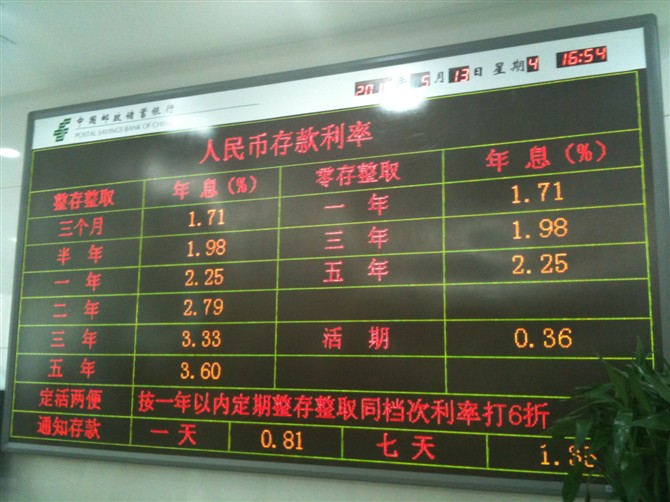 中国邮政储蓄银行
POSTAL SAVINGS BANK OF
年 5月13日 星期4 16:54
人民币存款利率
整存整取 年 息(%) 零存整取 年 息(%)
三个月 1.71 一 年 1.71
半 年 1.98 三 年 1.98
一 年 2.25 五 年 2.25
二 年 2.79
三 年 3.33 活 期 0.36
五 年 3.60
定活两便 按一年以内定期整存整取同档次利率打6折
通知存款 一 天 0.81 七 天